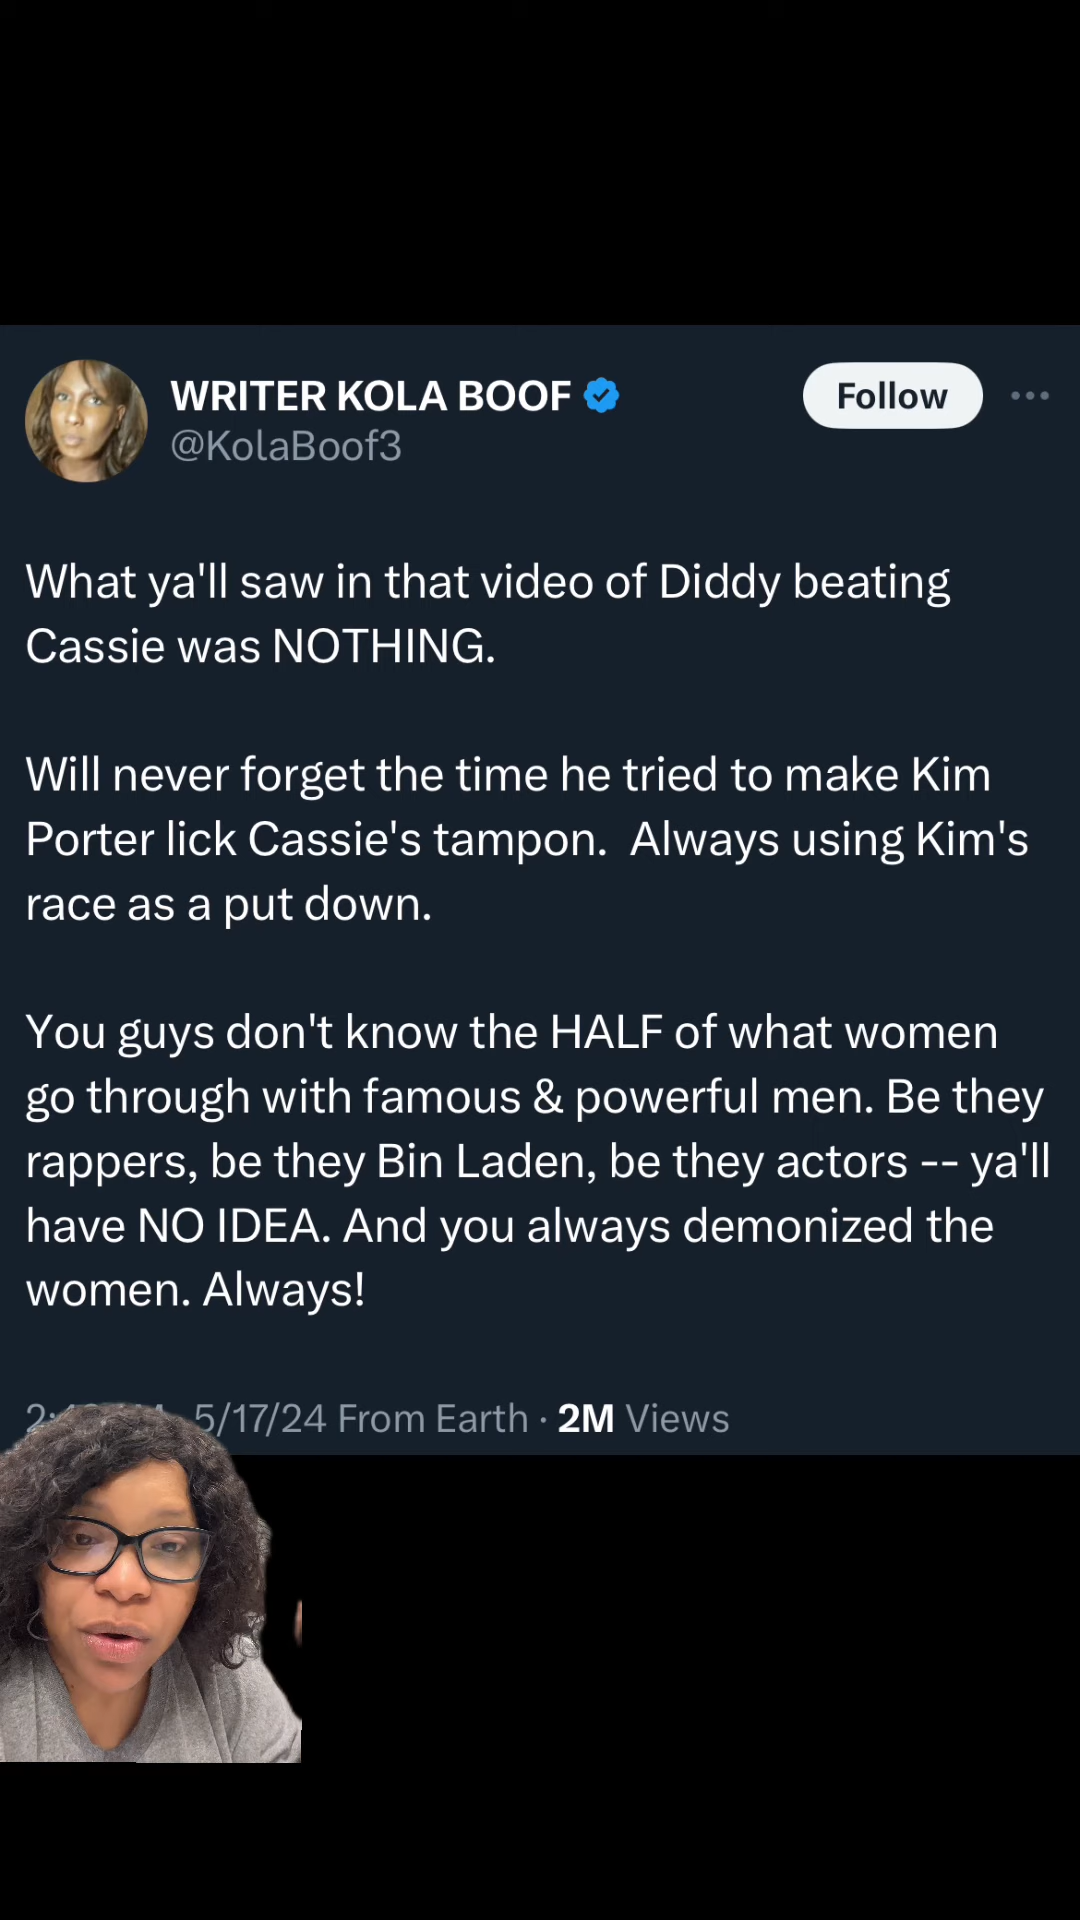 WRITER KOLA BOOF
Follow
@KolaBoof3
What ya'll saw in that video of Diddy beating
Cassie was NOTHING.
Will never forget the time he tried to make Kim
Porter lick Cassie's tampon. Always using Kim's
race as a put down.
You guys don't know the HALF of what women
go through with famous & powerful men. Be they
rappers, be they Bin Laden, be they actors -- ya'll
have NO IDEA. And you always demonized the
women. Always!
5/17/24 From Earth · 2M Views